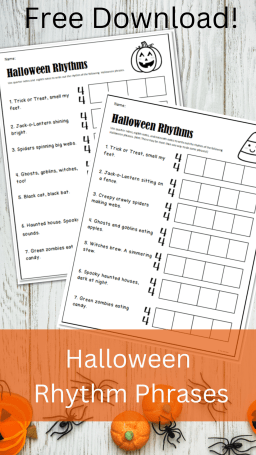 Free Download!
Name:
Halloween Rhythms
1. Trick or Treat, smell my
feet.
2. Jack-o-Lantern shining
bright
3. Spiders spinning big webs.
4. Ghosts, goblins, witches,
too!
5. Black cat, black bat
6. Haunted house. Spooky
sounds.
7. Green zombies eat
candy.
Name:
Halloween Rhythms
1. Trick or Treat, smell my
feet.
2. Jack-o-Lantern sitting on
a fence.
3. Creepy crawly spiders
making webs.
4. Ghosts and goblins eating
apples.
5. Witches brew. A simmering
stew.
6. Spooky haunted houses,
dark at night.
7. Green zombies eating
candy.
Halloween
Rhythm Phrases